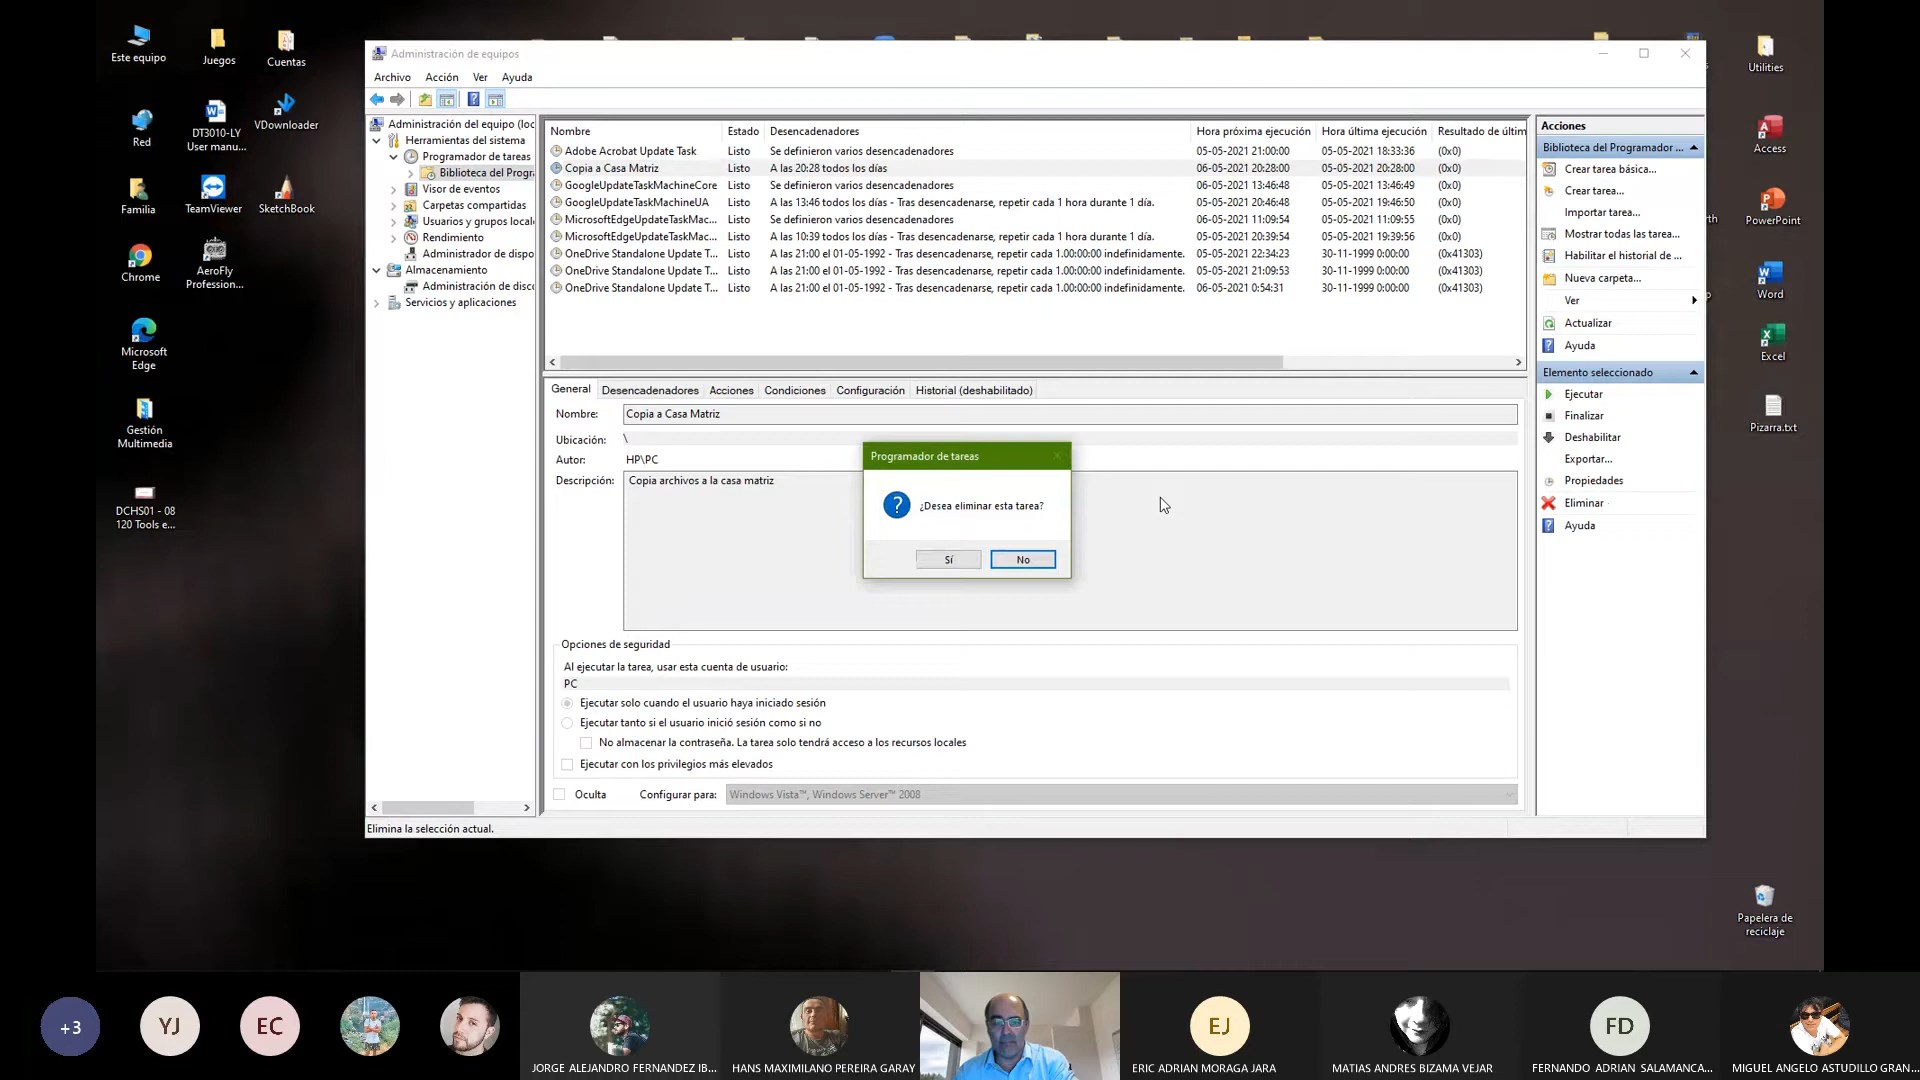 Este equipo
Juegos
Cuentas
Red
DT3010-LY
User manu...
VDownloader
Familia
TeamViewer
SketchBook
Chrome
AeroFly
Profession...
Microsoft
Edge
Gestión
Multimedia
DCHS01 - 08
120 Tools e...
Administración de equipos
Archivo Acción Ver Ayuda
Administración del equipo (loc
Herramientas del sistema
Programador de tareas
Biblioteca del Progr
Visor de eventos
Carpetas compartidas
Usuarios y grupos local
Rendimiento
Administrador de dispo
Almacenamiento
Administración de disc
Servicios y aplicaciones
Nombre Estado Desencadenadores Hora próxima ejecución Hora última ejecución Resultado de últim
Adobe Acrobat Update Task Listo Se definieron varios desencadenadores 05-05-2021 21:00:00 05-05-2021 18:33:36 (0x0)
Copia a Casa Matriz Listo A las 20:28 todos los días 06-05-2021 20:28:00 05-05-2021 20:28:00 (0x0)
GoogleUpdateTaskMachineCore Listo Se definieron varios desencadenadores 06-05-2021 13:46:48 05-05-2021 13:46:49 (0x0)
GoogleUpdateTaskMachineUA Listo A las 13:46 todos los días - Tras desencadenarse, repetir cada 1 hora durante 1 día. 05-05-2021 20:46:48 05-05-2021 19:46:50 (0x0)
MicrosoftEdgeUpdateTaskMac... Listo Se definieron varios desencadenadores 06-05-2021 11:09:54 05-05-2021 11:09:55 (0x0)
MicrosoftEdgeUpdateTaskMac... Listo A las 10:39 todos los días - Tras desencadenarse, repetir cada 1 hora durante 1 día. 05-05-2021 20:39:54 05-05-2021 19:39:56 (0x0)
OneDrive Standalone Update T... Listo A las 21:00 el 01-05-1992 - Tras desencadenarse, repetir cada 1.00:00:00 indefinidamente. 05-05-2021 22:34:23 30-11-1999 0:00:00 (0x41303)
OneDrive Standalone Update T... Listo A las 21:00 el 01-05-1992 - Tras desencadenarse, repetir cada 1.00:00:00 indefinidamente. 05-05-2021 21:09:53 30-11-1999 0:00:00 (0x41303)
OneDrive Standalone Update T... Listo A las 21:00 el 01-05-1992 - Tras desencadenarse, repetir cada 1.00:00:00 indefinidamente. 06-05-2021 0:54:31 30-11-1999 0:00:00 (0x41303)
General Desencadenadores Acciones Condiciones Configuración Historial (deshabilitado)
Nombre: Copia a Casa Matriz
Ubicación: \
Autor: HP\PC
Descripción: Copia archivos a la casa matriz
Programador de tareas
¿Desea eliminar esta tarea?
Sí No
Opciones de seguridad
Al ejecutar la tarea, usar esta cuenta de usuario:
PC
Ejecutar solo cuando el usuario haya iniciado sesión
Ejecutar tanto si el usuario inició sesión como si no
No almacenar la contraseña. La tarea solo tendrá acceso a los recursos locales
Ejecutar con los privilegios más elevados
Oculta Configurar para: Windows Vista™, Windows Server™ 2008
Elimina la selección actual.
Acciones
Biblioteca del Programador ...
Crear tarea básica...
Crear tarea...
Importar tarea...
Mostrar todas las tarea...
Habilitar el historial de ...
Nueva carpeta...
Ver
Actualizar
Ayuda
Elemento seleccionado
Ejecutar
Finalizar
Deshabilitar
Exportar...
Propiedades
Eliminar
Ayuda
Utilities
Access
rth
PowerPoint
Word
Excel
Pizarra.txt
Papelera de
reciclaje
+3
YJ
EC
JORGE ALEJANDRO FERNANDEZ IB...
HANS MAXIMILANO PEREIRA GARAY
EJ
ERIC ADRIAN MORAGA JARA
MATIAS ANDRES BIZAMA VEJAR
FD
FERNANDO ADRIAN SALAMANCA...
MIGUEL ANGELO ASTUDILLO GRAN...